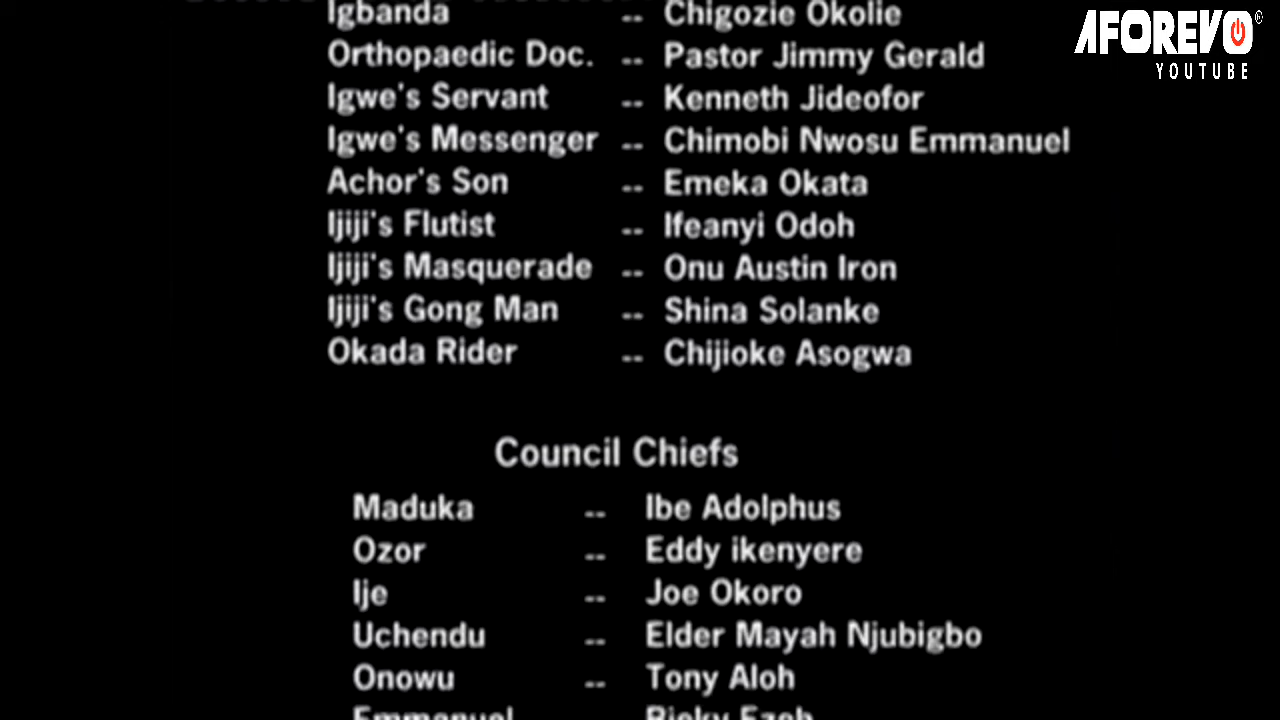 AFOREVO
YOUTUBE
Igbanda -- Chigozie Okolie
Orthopaedic Doc. -- Pastor Jimmy Gerald
Igwe's Servant -- Kenneth Jideofor
Igwe's Messenger -- Chimobi Nwosu Emmanuel
Achor's Son -- Emeka Okata
Ijiji's Flutist -- Ifeanyi Odoh
Ijiji's Masquerade -- Onu Austin Iron
Ijiji's Gong Man -- Shina Solanke
Okada Rider -- Chijioke Asogwa
Council Chiefs
Maduka -- Ibe Adolphus
Ozor -- Eddy ikenyere
Ije -- Joe Okoro
Uchendu -- Elder Mayah Njubigbo
Onowu -- Tony Aloh
Emmanuel Ricky Ezeh